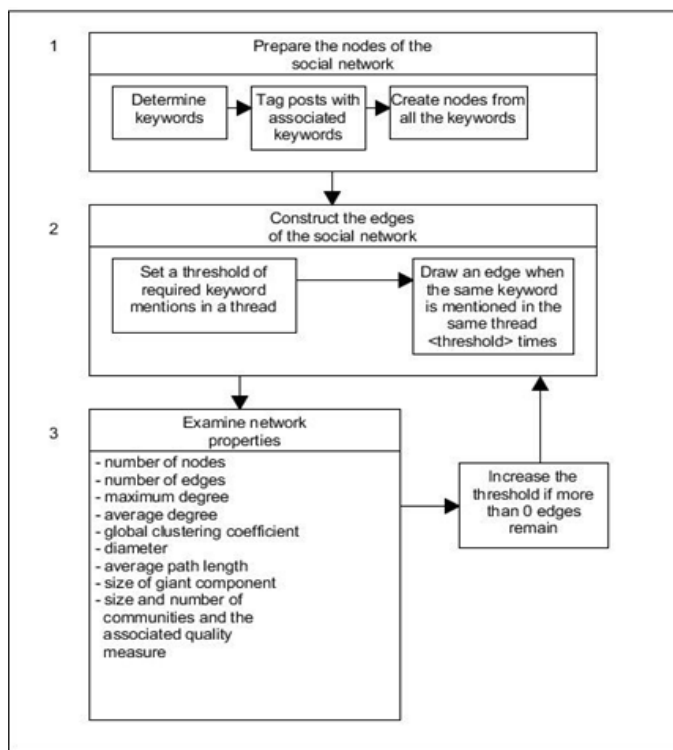 1
Prepare the nodes of the
social network
Determine
keywords
Tag posts with
associated
keywords
Create nodes from
all the keywords
2
Construct the edges
of the social network
Set a threshold of
required keyword
mentions in a thread
Draw an edge when
the same keyword
is mentioned in the
same thread
<threshold> times
3
Examine network
properties
- number of nodes
- number of edges
- maximum degree
- average degree
- global clustering coefficient
- diameter
- average path length
- size of giant component
- size and number of
communities and the
associated quality
measure
Increase the
threshold if more
than 0 edges
remain